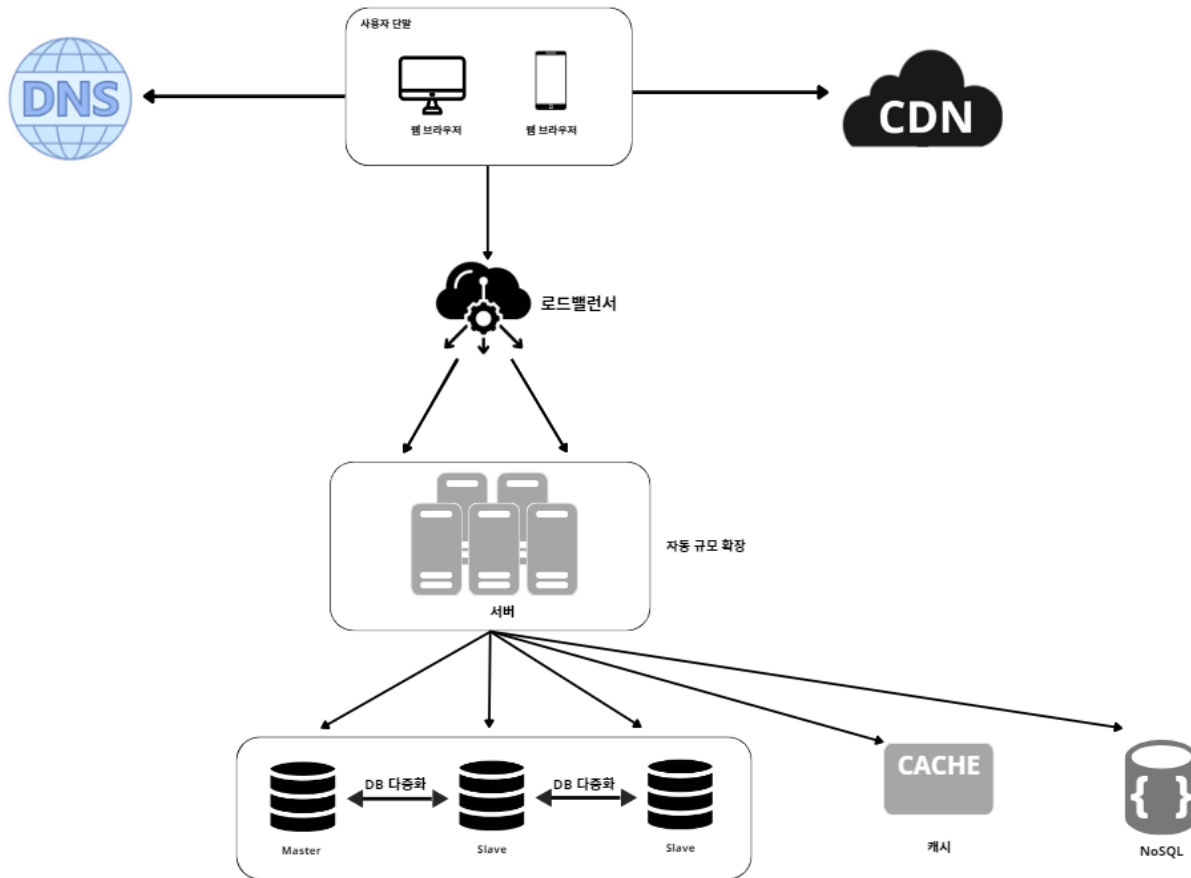 사용자 단말
DNS
CDN
웹 브라우저
웹 브라우저
로드밸런서
자동 규모 확장
서버
DB 다중화
DB 다중화
Master
Slave
Slave
CACHE
캐시
{ }
NoSQL